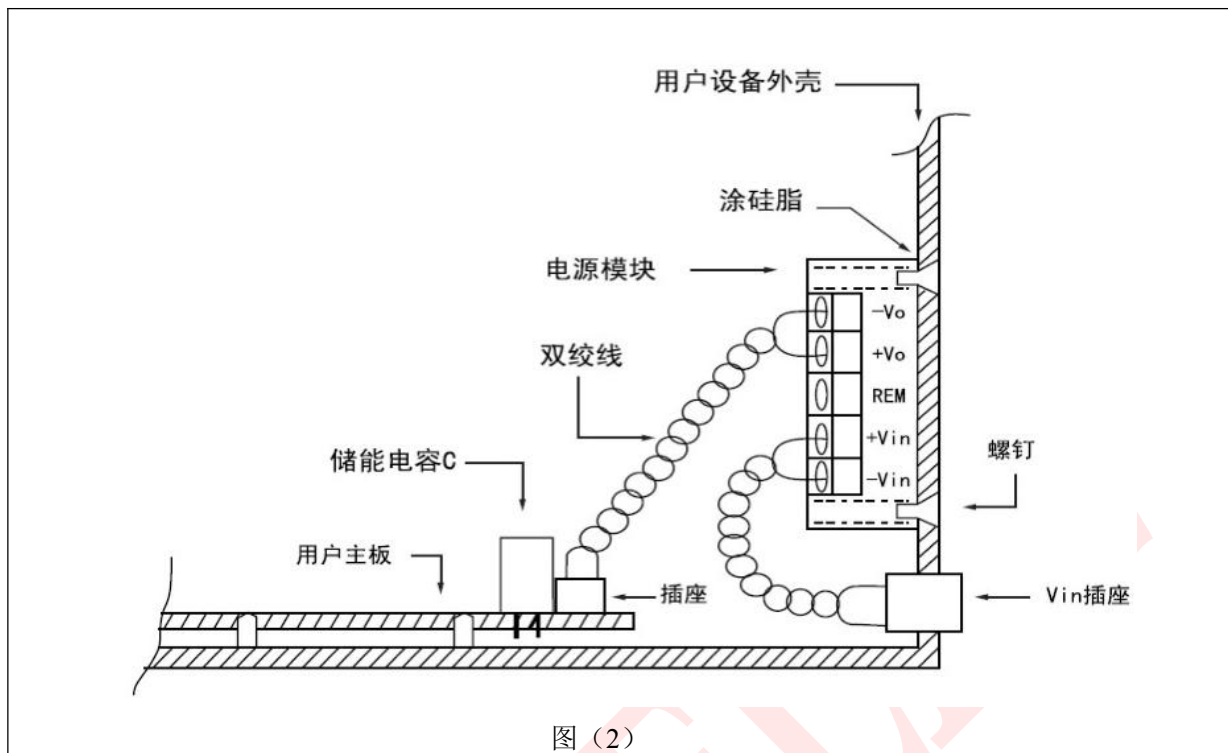 用户设备外壳
涂硅脂
电源模块
-Vo
双绞线
+Vo
REM
+Vin
螺钉
储能电容C
-Vin
用户主板
插座
Vin插座
图（2）